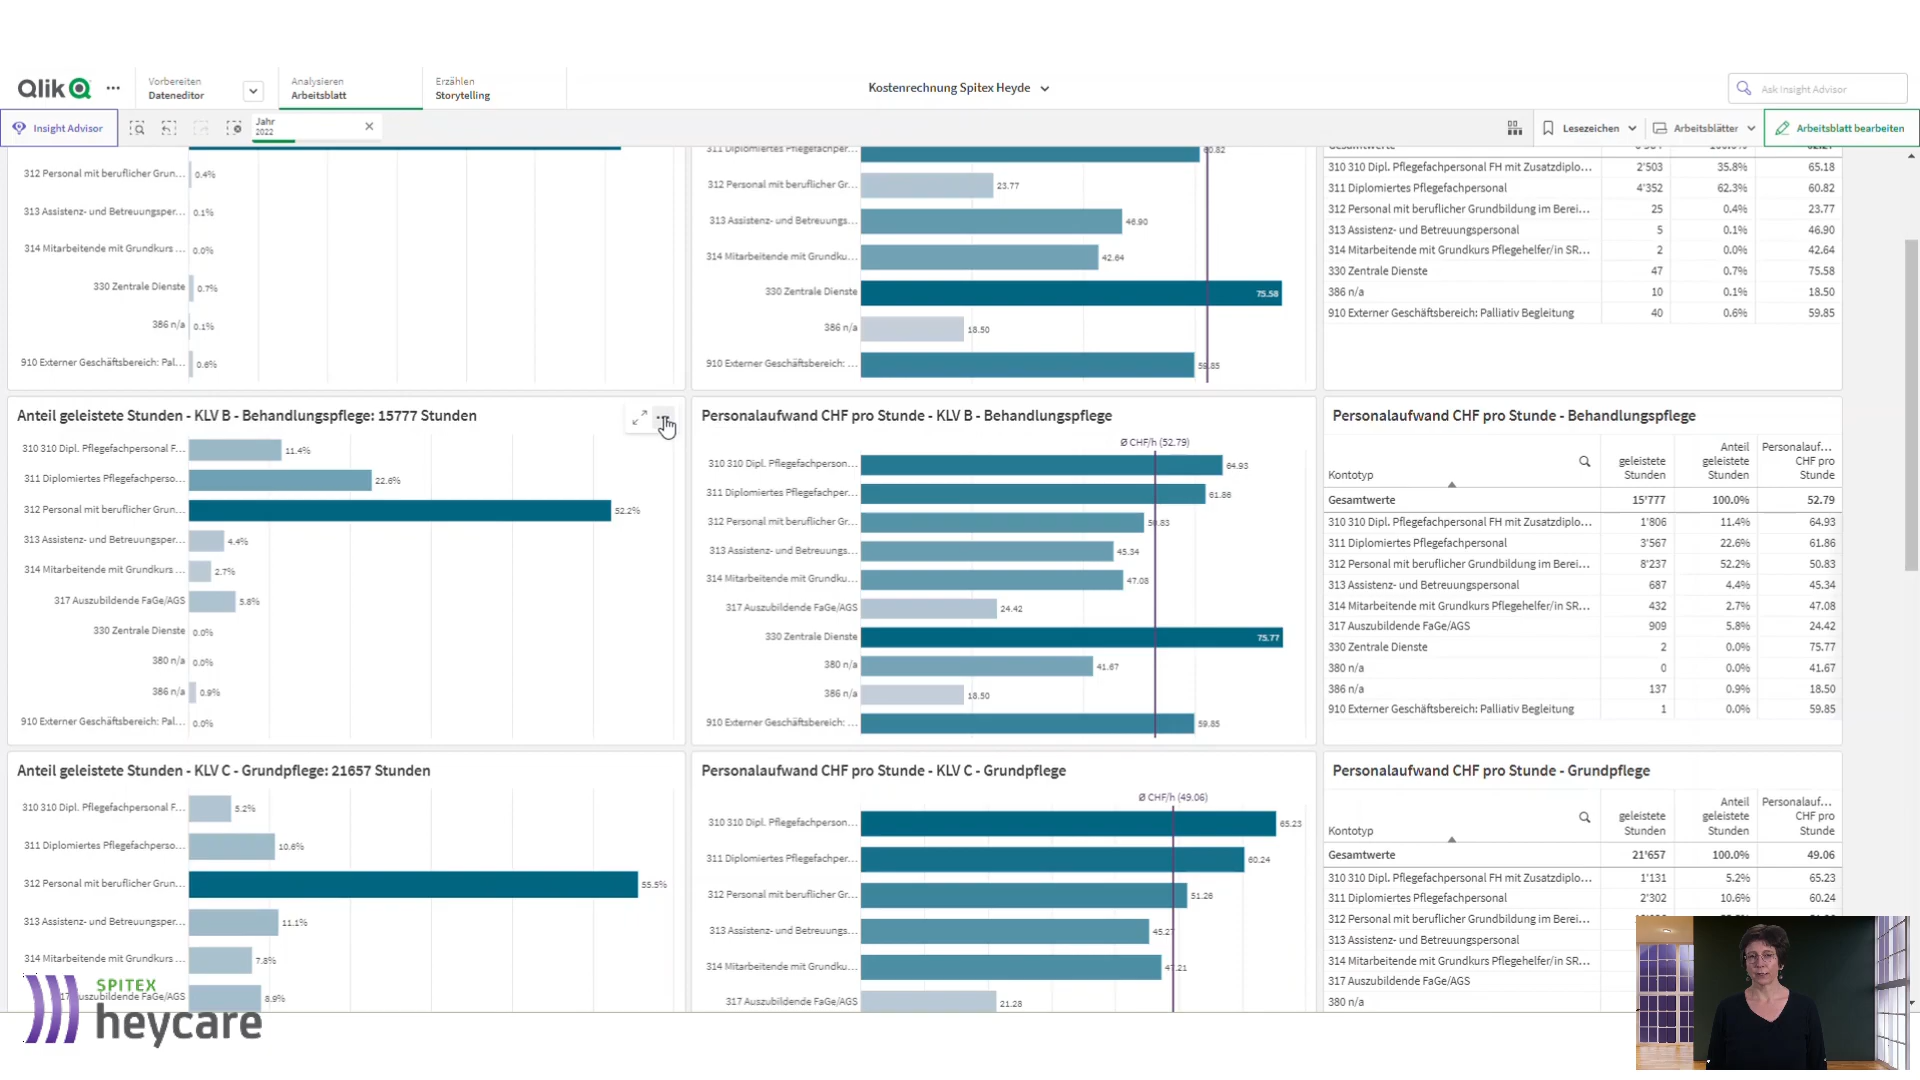 Qlik
Vorbereiten
Dateneditor
Analysieren
Arbeitsblatt
Erzählen
Storytelling
Kostenrechnung Spitex Heyde
Ask Insight Advisor
Insight Advisor
Jahr
2022
Lesezeichen
Arbeitsblätter
Arbeitsblatt bearbeiten
312 Personal mit beruflicher Grun... 0.4%
313 Assistenz- und Betreuungsper... 0.1%
314 Mitarbeitende mit Grundkurs ... 0.0%
330 Zentrale Dienste 0.7%
386 n/a 0.1%
910 Externer Geschäftsbereich: Pal... 0.6%
311 Diplomiertes Pflegefachper... 60.82
312 Personal mit beruflicher Gr... 23.77
313 Assistenz- und Betreuungs... 46.90
314 Mitarbeitende mit Grundku... 42.64
330 Zentrale Dienste 75.58
386 n/a 18.50
910 Externer Geschäftsbereich: ... 59.85
310 310 Dipl. Pflegefachpersonal FH mit Zusatzdiplo... 2'503 35.8% 65.18
311 Diplomiertes Pflegefachpersonal 4'352 62.3% 60.82
312 Personal mit beruflicher Grundbildung im Berei... 25 0.4% 23.77
313 Assistenz- und Betreuungspersonal 5 0.1% 46.90
314 Mitarbeitende mit Grundkurs Pflegehelfer/in SR... 2 0.0% 42.64
330 Zentrale Dienste 47 0.7% 75.58
386 n/a 10 0.1% 18.50
910 Externer Geschäftsbereich: Palliativ Begleitung 40 0.6% 59.85
Anteil geleistete Stunden - KLV B - Behandlungspflege: 15777 Stunden
310 310 Dipl. Pflegefachpersonal F... 11.4%
311 Diplomiertes Pflegefachperso... 22.6%
312 Personal mit beruflicher Grun... 52.2%
313 Assistenz- und Betreuungsper... 4.4%
314 Mitarbeitende mit Grundkurs ... 2.7%
317 Auszubildende FaGe/AGS 5.8%
330 Zentrale Dienste 0.0%
380 n/a 0.0%
386 n/a 0.9%
910 Externer Geschäftsbereich: Pal... 0.0%
Personalaufwand CHF pro Stunde - KLV B - Behandlungspflege
Ø CHF/h (52.79)
310 310 Dipl. Pflegefachperson... 64.93
311 Diplomiertes Pflegefachper... 61.86
312 Personal mit beruflicher Gr... 50.83
313 Assistenz- und Betreuungs... 45.34
314 Mitarbeitende mit Grundku... 47.08
317 Auszubildende FaGe/AGS 24.42
330 Zentrale Dienste 75.77
380 n/a 41.67
386 n/a 18.50
910 Externer Geschäftsbereich: ... 59.85
Personalaufwand CHF pro Stunde - Behandlungspflege
Kontotyp
geleistete
Stunden
Anteil
geleistete
Stunden
Personalauf...
CHF pro
Stunde
Gesamtwerte 15'777 100.0% 52.79
310 310 Dipl. Pflegefachpersonal FH mit Zusatzdiplo... 1'806 11.4% 64.93
311 Diplomiertes Pflegefachpersonal 3'567 22.6% 61.86
312 Personal mit beruflicher Grundbildung im Berei... 8'237 52.2% 50.83
313 Assistenz- und Betreuungspersonal 687 4.4% 45.34
314 Mitarbeitende mit Grundkurs Pflegehelfer/in SR... 432 2.7% 47.08
317 Auszubildende FaGe/AGS 909 5.8% 24.42
330 Zentrale Dienste 2 0.0% 75.77
380 n/a 0 0.0% 41.67
386 n/a 137 0.9% 18.50
910 Externer Geschäftsbereich: Palliativ Begleitung 1 0.0% 59.85
Anteil geleistete Stunden - KLV C - Grundpflege: 21657 Stunden
310 310 Dipl. Pflegefachpersonal F... 5.2%
311 Diplomiertes Pflegefachperso... 10.6%
312 Personal mit beruflicher Grun... 55.5%
313 Assistenz- und Betreuungsper... 11.1%
314 Mitarbeitende mit Grundkurs ... 7.8%
Auszubildende FaGe/AGS 8.9%
Personalaufwand CHF pro Stunde - KLV C - Grundpflege
Ø CHF/h (49.06)
310 310 Dipl. Pflegefachperson... 65.23
311 Diplomiertes Pflegefachper... 60.24
312 Personal mit beruflicher Gr... 51.26
313 Assistenz- und Betreuungs... 45.27
314 Mitarbeitende mit Grundku... 47.21
317 Auszubildende FaGe/AGS 21.28
Personalaufwand CHF pro Stunde - Grundpflege
Kontotyp
geleistete
Stunden
Anteil
geleistete
Stunden
Personalauf...
CHF pro
Stunde
Gesamtwerte 21'657 100.0% 49.06
310 310 Dipl. Pflegefachpersonal FH mit Zusatzdiplo... 1'131 5.2% 65.23
311 Diplomiertes Pflegefachpersonal 2'302 10.6% 60.24
312 Personal mit beruflicher Grundbildung im Berei...
313 Assistenz- und Betreuungspersonal
314 Mitarbeitende mit Grundkurs Pflegehelfer/in SR...
317 Auszubildende FaGe/AGS
380 n/a
SPITEX
heycare